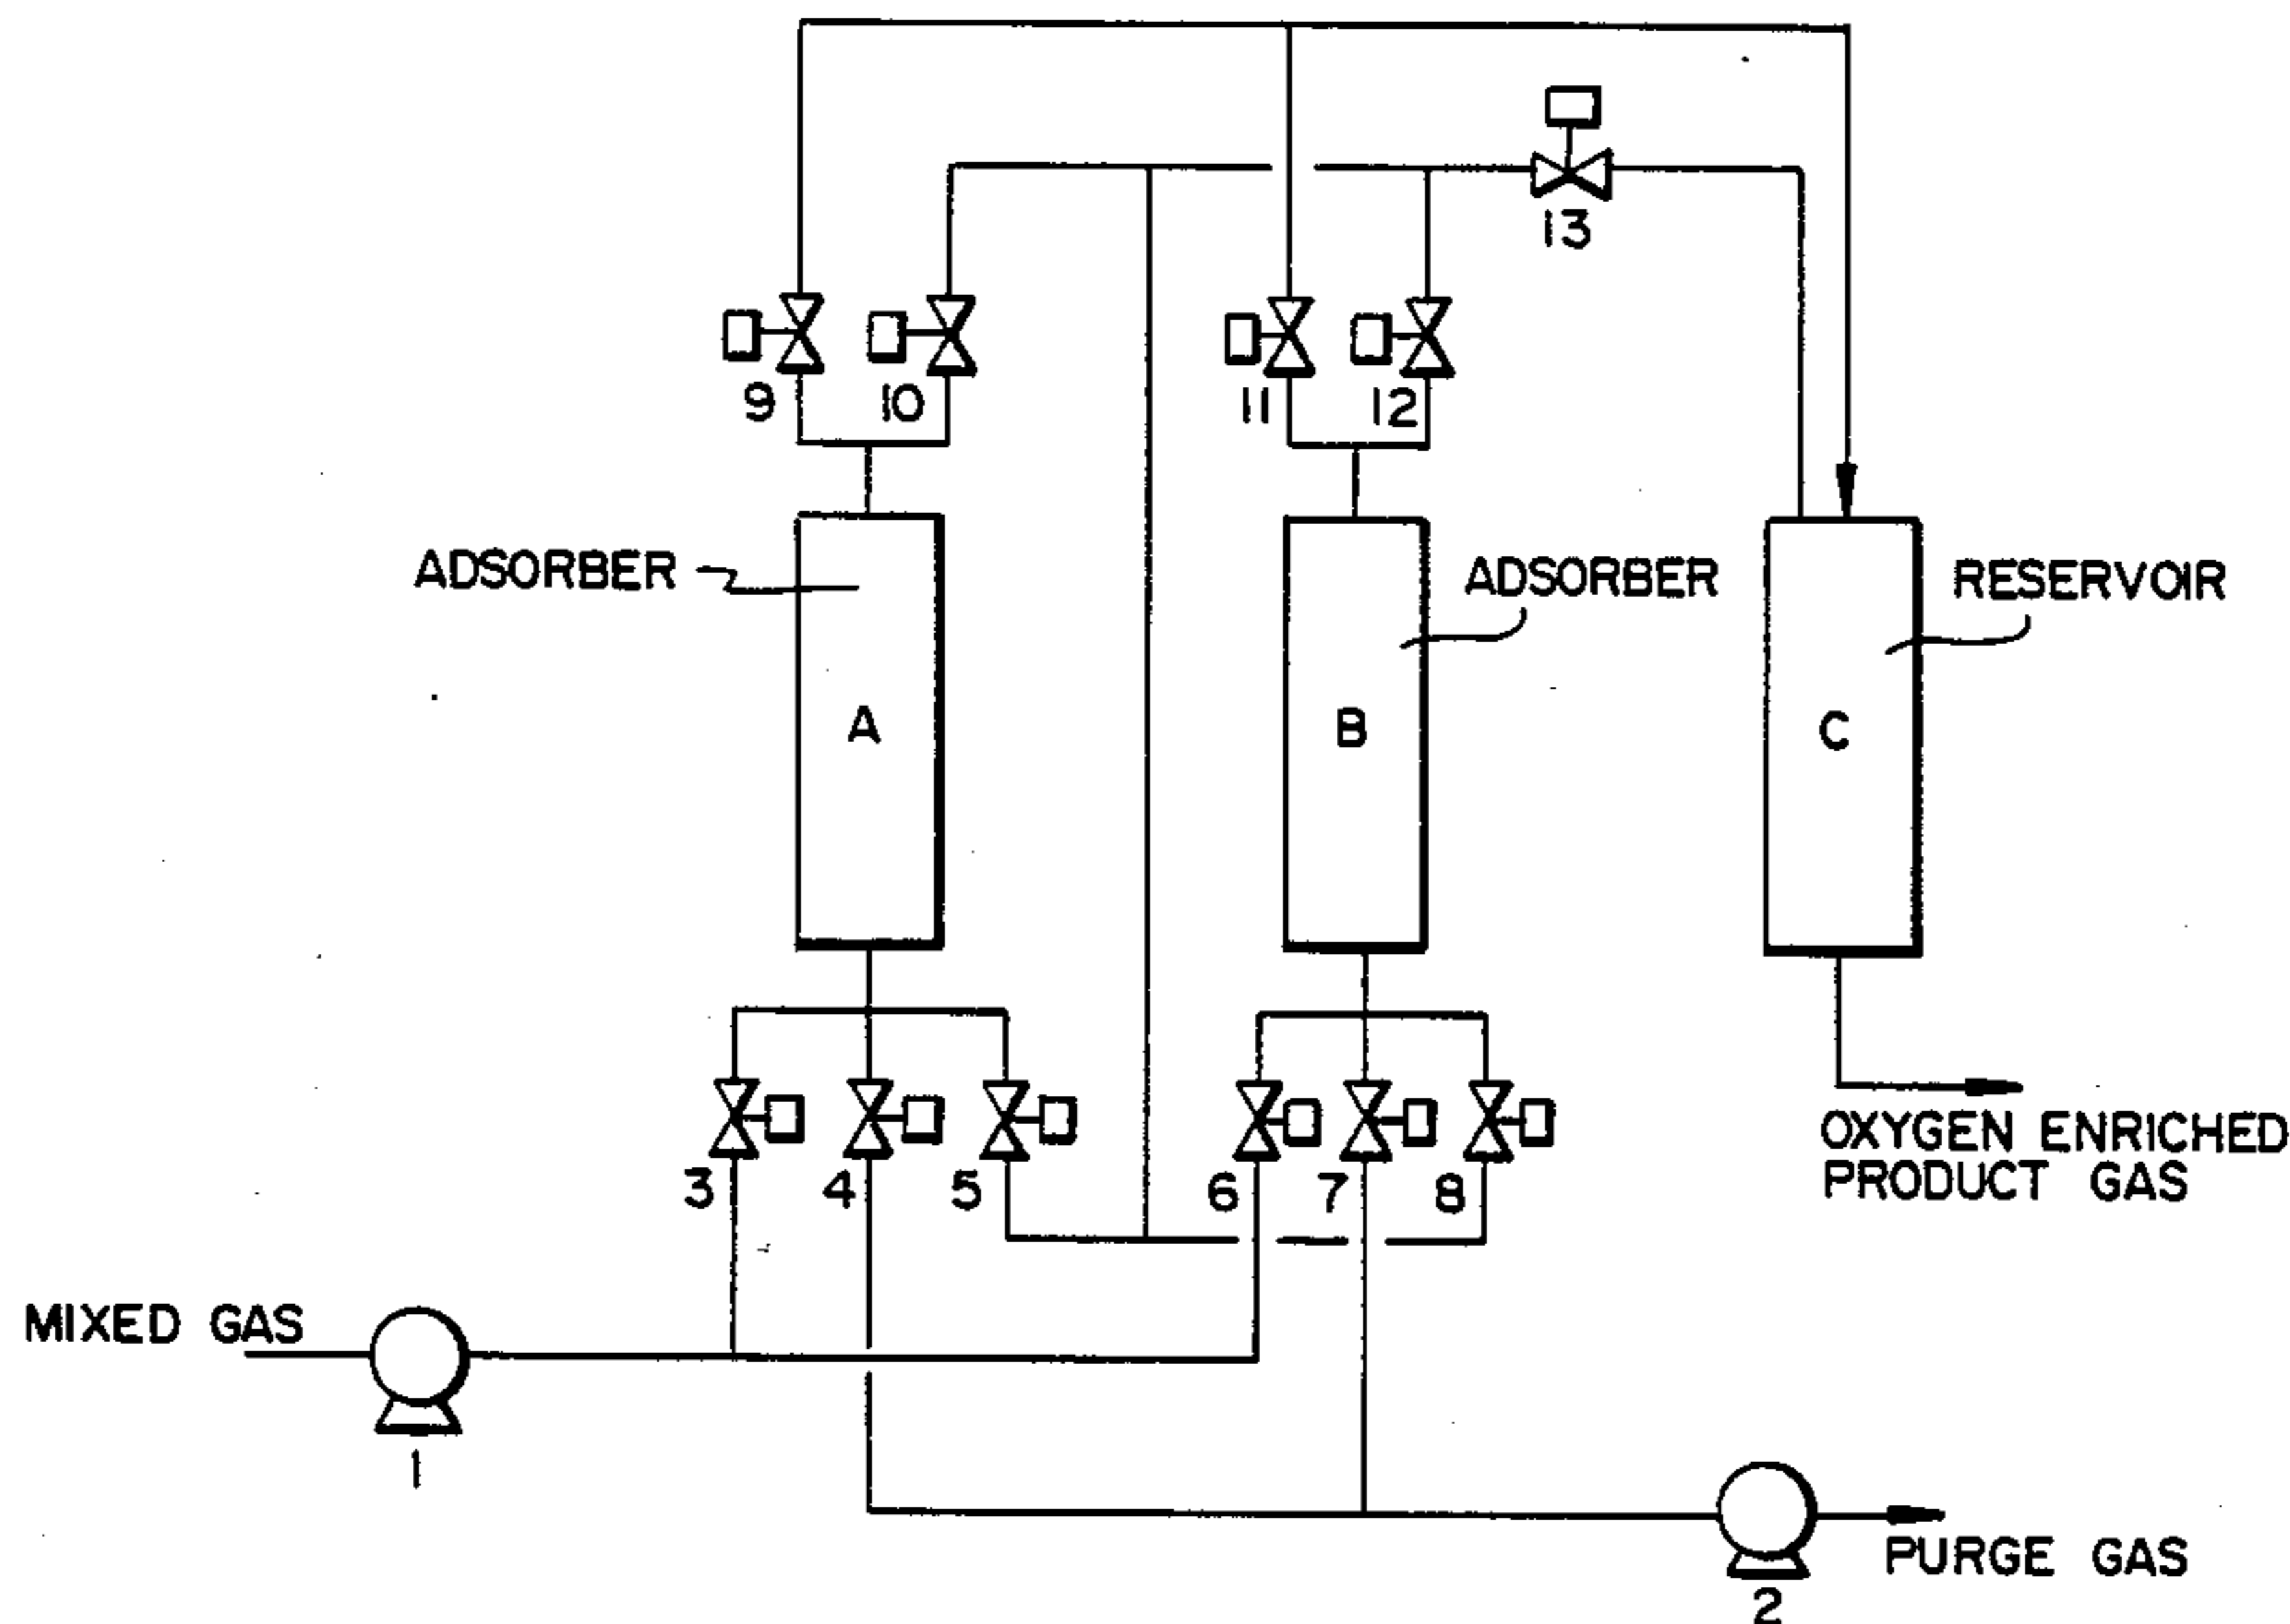 13
9
10
11
12
ADSORBER
ADSORBER
RESERVOIR
A
B
C
OXYGEN ENRICHED
PRODUCT GAS
3
4
5
6
7
8
MIXED GAS
1
PURGE GAS
2